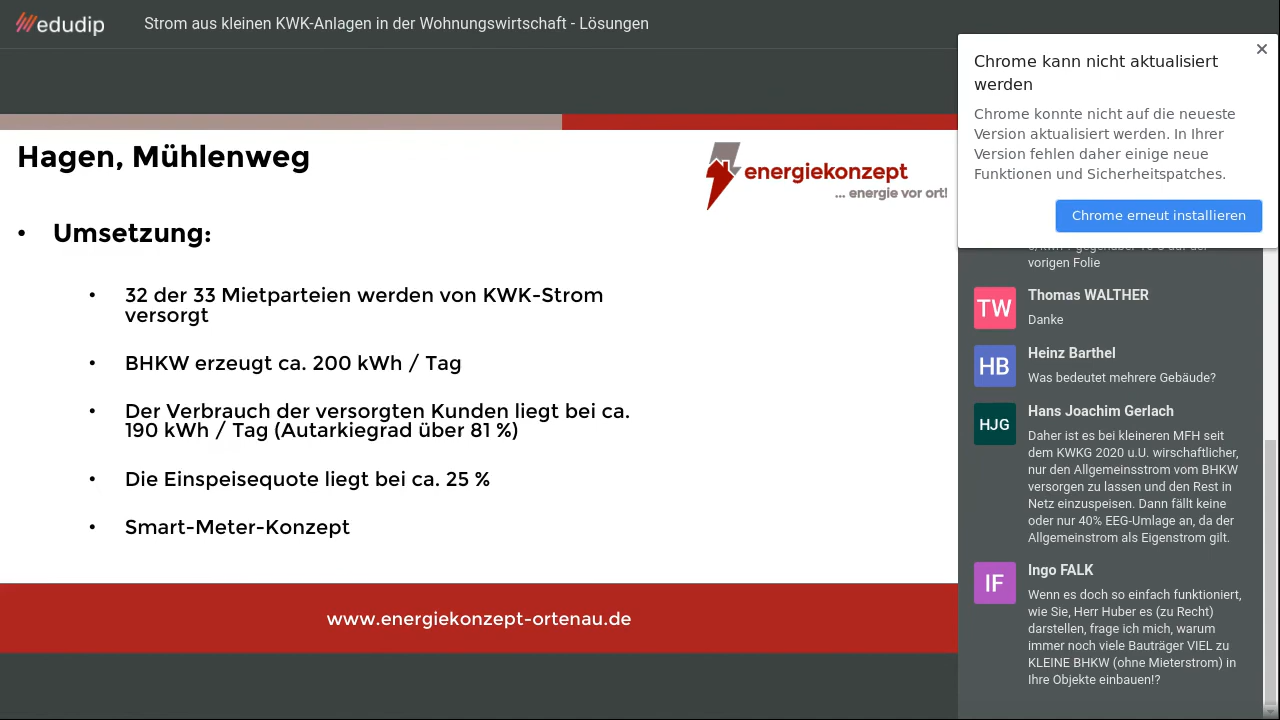 edudip
Strom aus kleinen KWK-Anlagen in der Wohnungswirtschaft - Lösungen
Hagen, Mühlenweg
energiekonzept
... energie vor ort!
• Umsetzung:
• 32 der 33 Mietparteien werden von KWK-Strom
versorgt
• BHKW erzeugt ca. 200 kWh / Tag
• Der Verbrauch der versorgten Kunden liegt bei ca.
190 kWh / Tag (Autarkiegrad über 81 %)
• Die Einspeisequote liegt bei ca. 25 %
• Smart-Meter-Konzept
www.energiekonzept-ortenau.de
Chrome kann nicht aktualisiert
werden
Chrome konnte nicht auf die neueste
Version aktualisiert werden. In Ihrer
Version fehlen daher einige neue
Funktionen und Sicherheitspatches.
Chrome erneut installieren
vorigen Folie
TW
Thomas WALTHER
Danke
HB
Heinz Barthel
Was bedeutet mehrere Gebäude?
HJG
Hans Joachim Gerlach
Daher ist es bei kleineren MFH seit
dem KWKG 2020 u.U. wirschaftlicher,
nur den Allgemeinsstrom vom BHKW
versorgen zu lassen und den Rest in
Netz einzuspeisen. Dann fällt keine
oder nur 40% EEG-Umlage an, da der
Allgemeinstrom als Eigenstrom gilt.
IF
Ingo FALK
Wenn es doch so einfach funktioniert,
wie Sie, Herr Huber es (zu Recht)
darstellen, frage ich mich, warum
immer noch viele Bauträger VIEL zu
KLEINE BHKW (ohne Mieterstrom) in
Ihre Objekte einbauen!?